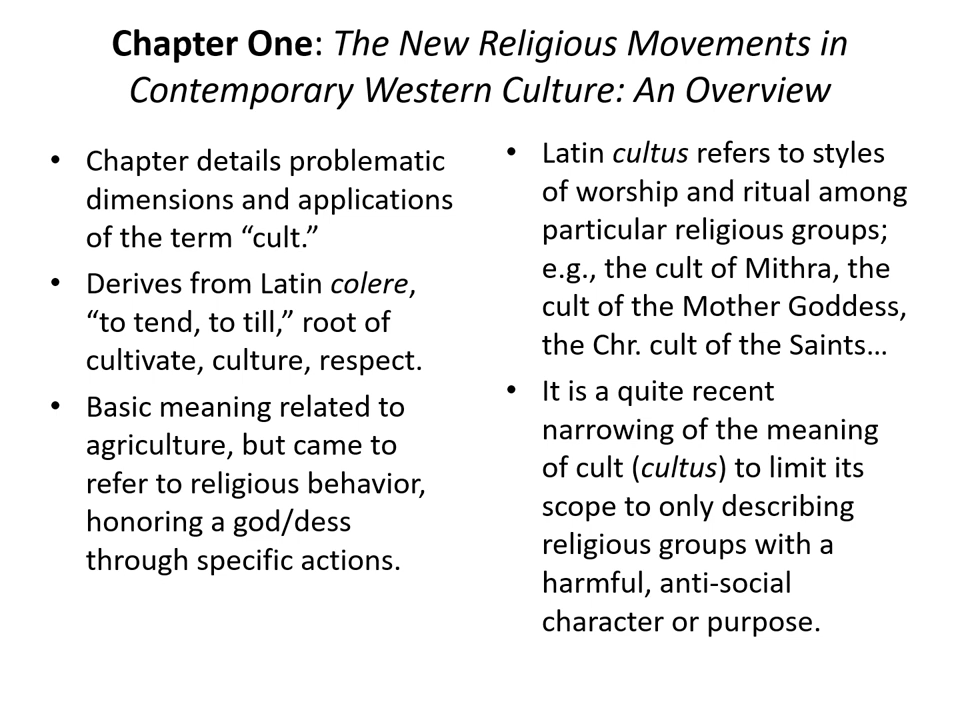 Chapter One: The New Religious Movements in
Contemporary Western Culture: An Overview
• Chapter details problematic
dimensions and applications
of the term “cult.”
• Derives from Latin colere,
“to tend, to till,” root of
cultivate, culture, respect.
• Basic meaning related to
agriculture, but came to
refer to religious behavior,
honoring a god/dess
through specific actions.
• Latin cultus refers to styles
of worship and ritual among
particular religious groups;
e.g., the cult of Mithra, the
cult of the Mother Goddess,
the Chr. cult of the Saints…
• It is a quite recent
narrowing of the meaning
of cult (cultus) to limit its
scope to only describing
religious groups with a
harmful, anti-social
character or purpose.